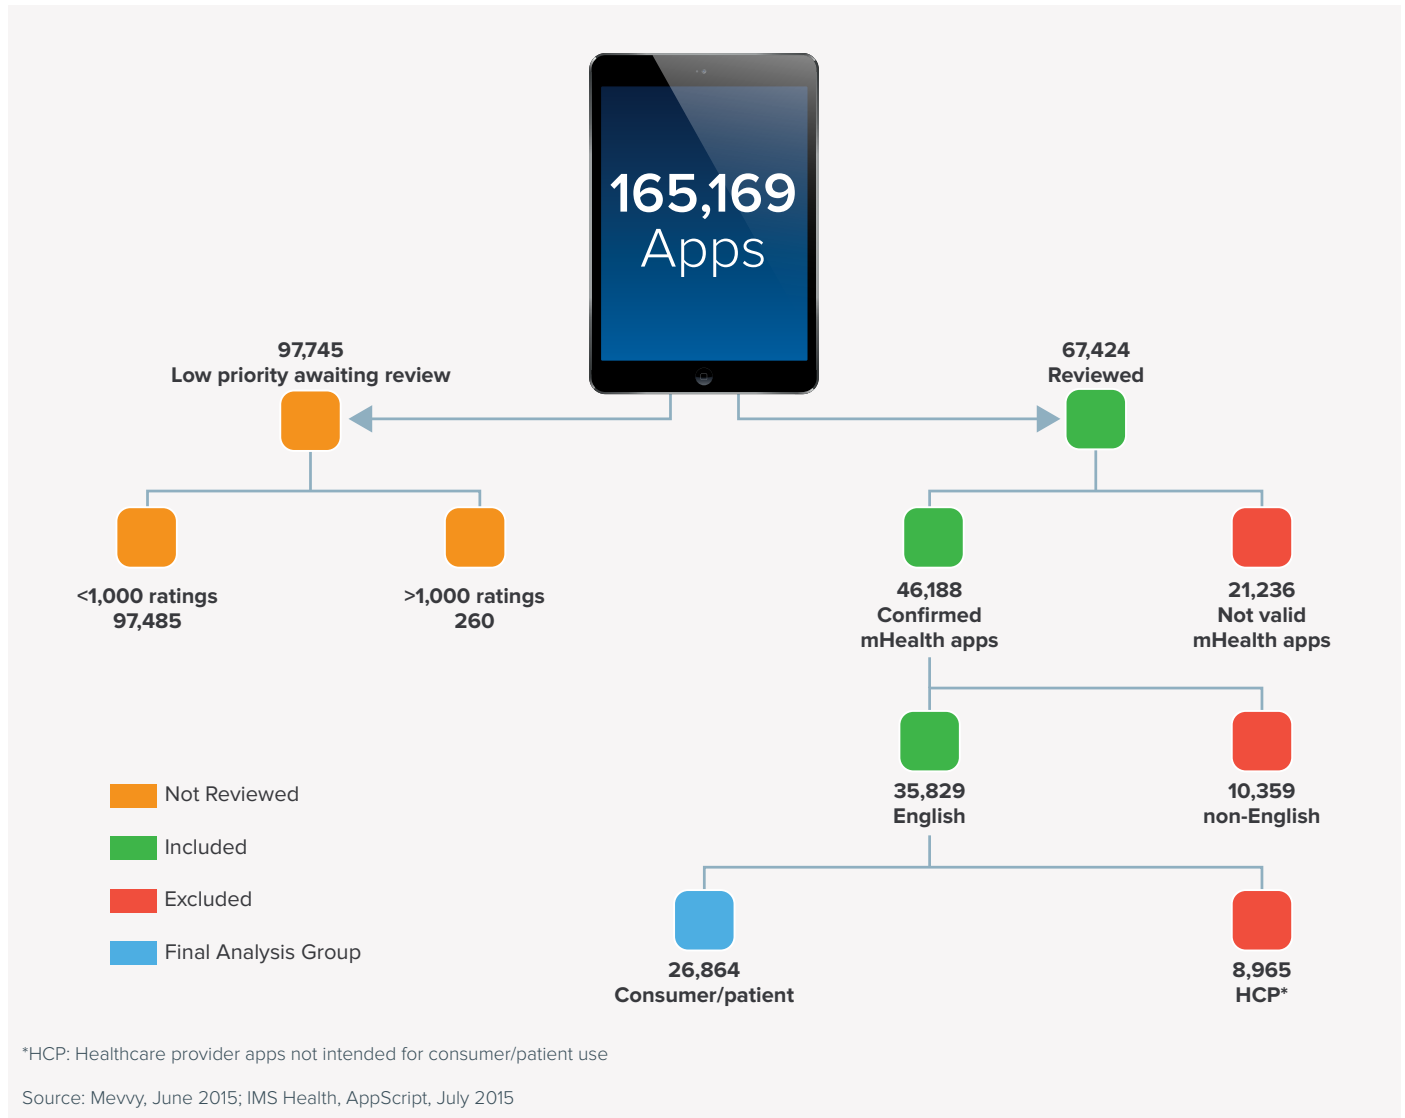 165,169
Apps
97,745
Low priority awaiting review
67,424
Reviewed
<1,000 ratings
97,485
>1,000 ratings
260
46,188
Confirmed
mHealth apps
21,236
Not valid
mHealth apps
35,829
English
10,359
non-English
Not Reviewed
Included
Excluded
Final Analysis Group
26,864
Consumer/patient
8,965
HCP*
*HCP: Healthcare provider apps not intended for consumer/patient use
Source: Mevvy, June 2015; IMS Health, AppScript, July 2015